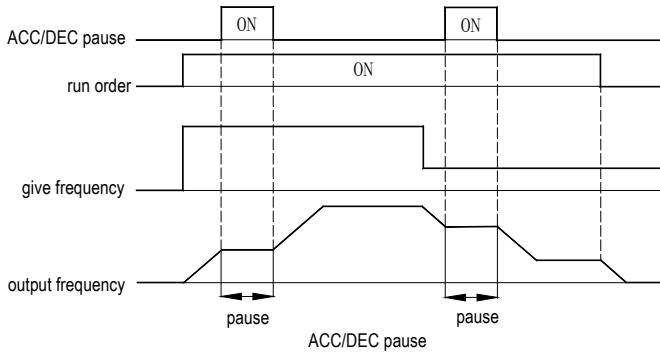 ON ON
ACC/DEC pause
ON
run order
give frequency
output frequency
pause pause
ACC/DEC pause